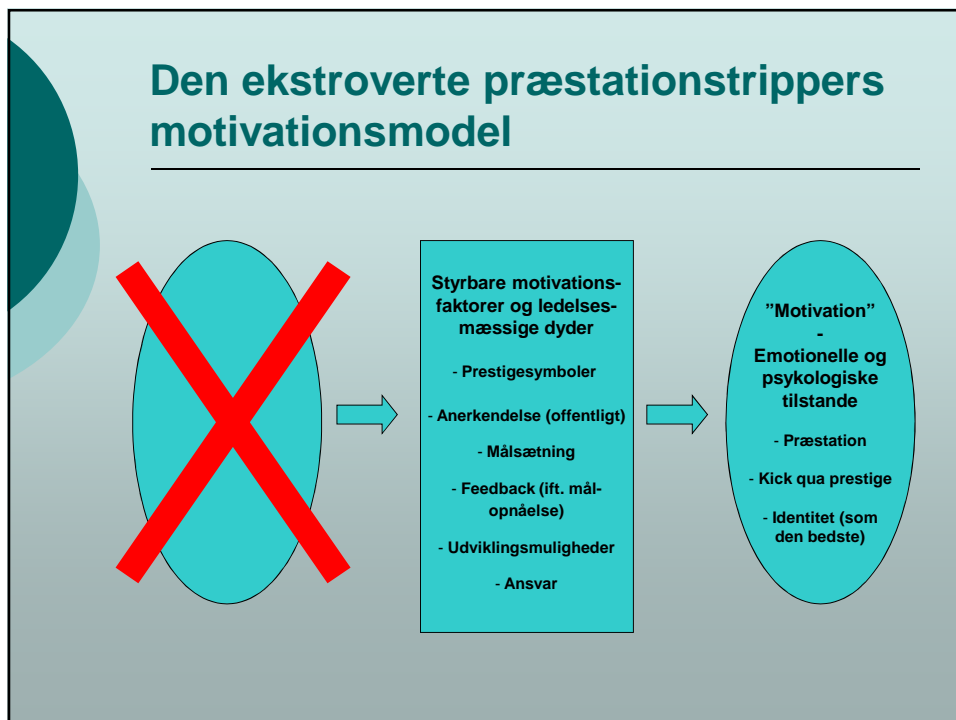 Den ekstroverte præstationstrippers
motivationsmodel
Styrbare motivations-
faktorer og ledelses-
mæssige dyder
- Prestigesymboler
- Anerkendelse (offentligt)
- Målsætning
- Feedback (ift. mål-
opnåelse)
- Udviklingsmuligheder
- Ansvar
”Motivation”
-
Emotionelle og
psykologiske
tilstande
- Præstation
- Kick qua prestige
- Identitet (som
den bedste)